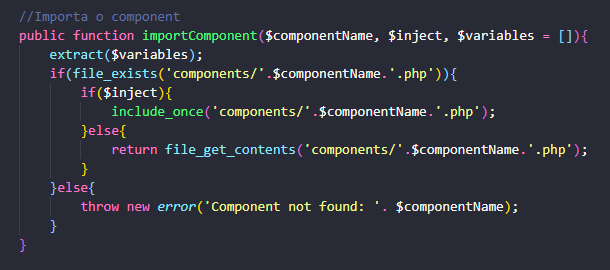 //Importa o component
public function importComponent($componentName, $inject, $variables = []){
extract($variables);
if(file_exists('components/'.$componentName.'.php')){
if($inject){
include_once('components/'.$componentName.'.php');
}else{
return file_get_contents('components/'.$componentName.'.php');
}
}else{
throw new error('Component not found: '. $componentName);
}
}